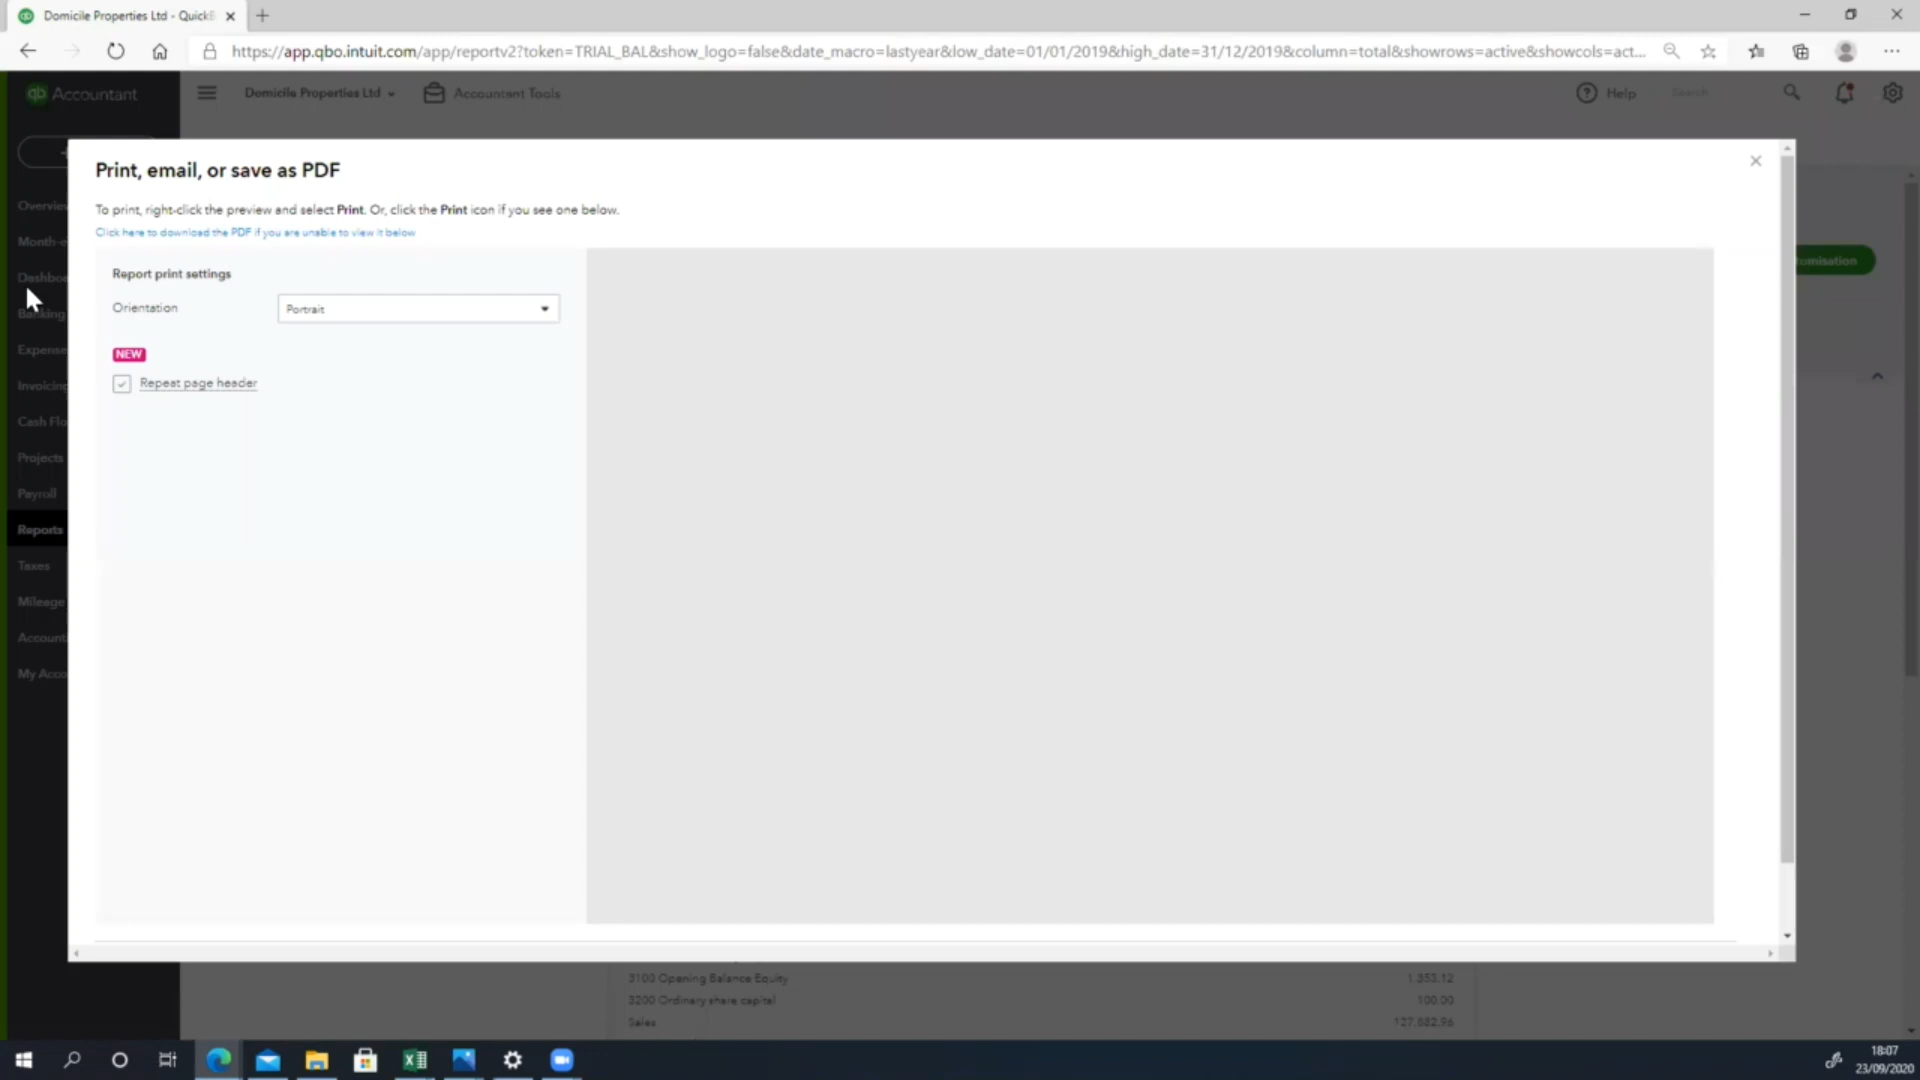 Domicile Properties Ltd - QuickB
https://app.qbo.intuit.com/app/reportv2?token=TRIAL_BAL&show_logo=false&date_macro=lastyear&low_date=01/01/2019&high_date=31/12/2019&column=total&showrows=active&showcols=act...
qb Accountant
Domicile Properties Ltd
Accountant Tools
Help
Search
Print, email, or save as PDF
To print, right-click the preview and select Print. Or, click the Print icon if you see one below.
Click here to download the PDF if you are unable to view it below
Report print settings
Orientation
Portrait
NEW
Repeat page header
Overview
Month-e
Dashboa
Banking
Expense
Invoicing
Cash Flo
Projects
Payroll
Reports
Taxes
Mileage
Account
My Acco
tomisation
3100 Opening Balance Equity 1,353.12
3200 Ordinary share capital 100.00
Sales 127,882.96
18:07
23/09/2020